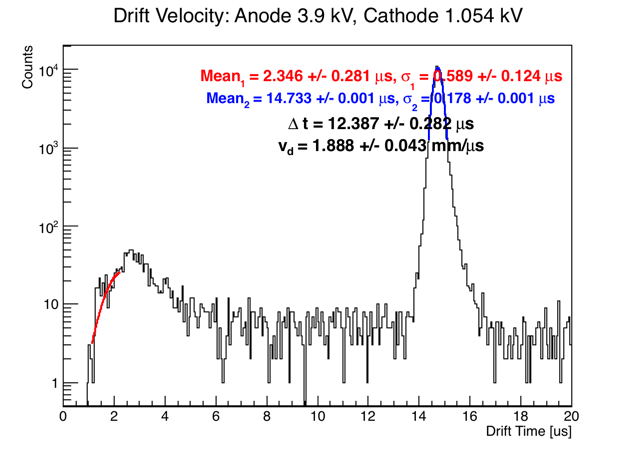 Drift Velocity: Anode 3.9 kV, Cathode 1.054 kV
Counts
10⁴
10³
10²
10
1
Mean₁ = 2.346 +/- 0.281 μs, σ₁ = 0.589 +/- 0.124 μs
Mean₂ = 14.733 +/- 0.001 μs, σ₂ = 0.178 +/- 0.001 μs
Δ t = 12.387 +/- 0.282 μs
v_d = 1.888 +/- 0.043 mm/μs
0 2 4 6 8 10 12 14 16 18 20
Drift Time [us]